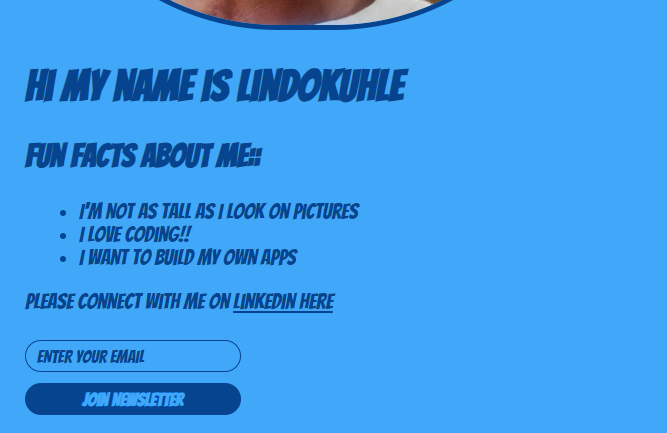 HI MY NAME IS LINDOKUHLE
FUN FACTS ABOUT ME::
I'M NOT AS TALL AS I LOOK ON PICTURES
I LOVE CODING!!
I WANT TO BUILD MY OWN APPS
PLEASE CONNECT WITH ME ON LINKEDIN HERE
ENTER YOUR EMAIL
JOIN NEWSLETTER